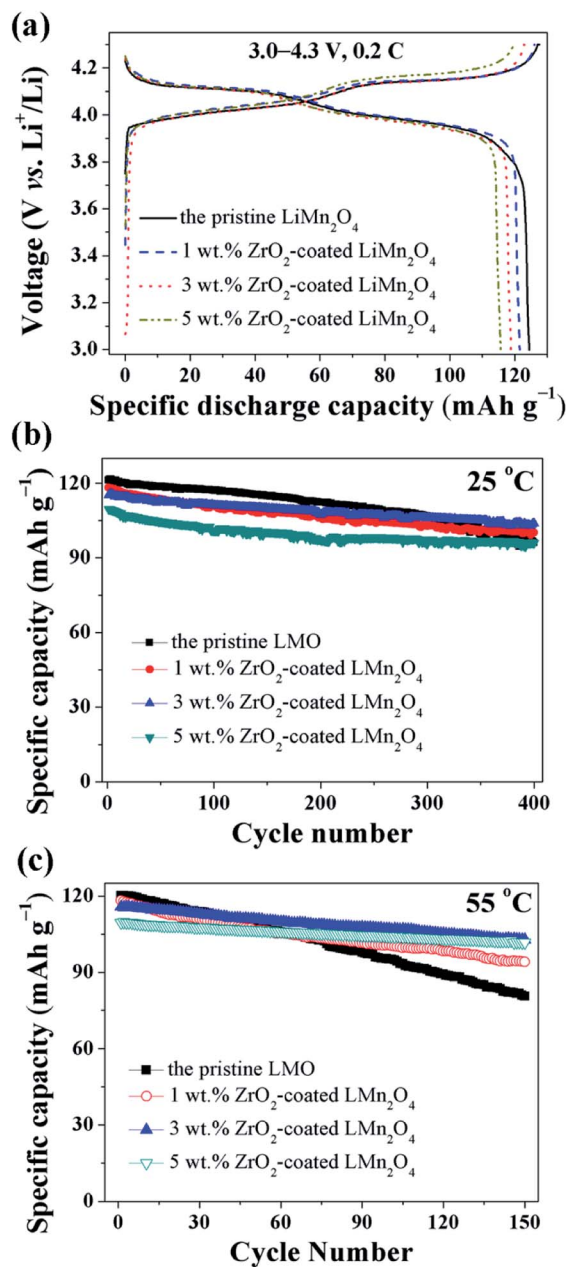 (a)
3.0–4.3 V, 0.2 C
4.2
4.0
3.8
3.6
3.4
3.2
3.0
Voltage (V vs. Li⁺/Li)
the pristine LiMn₂O₄
1 wt.% ZrO₂-coated LiMn₂O₄
3 wt.% ZrO₂-coated LiMn₂O₄
5 wt.% ZrO₂-coated LiMn₂O₄
0 20 40 60 80 100 120
Specific discharge capacity (mAh g⁻¹)
(b)
25 °C
120
90
60
30
0
Specific capacity (mAh g⁻¹)
the pristine LMO
1 wt.% ZrO₂-coated LMn₂O₄
3 wt.% ZrO₂-coated LMn₂O₄
5 wt.% ZrO₂-coated LMn₂O₄
0 100 200 300 400
Cycle number
(c)
55 °C
120
90
60
30
0
Specific capacity (mAh g⁻¹)
the pristine LMO
1 wt.% ZrO₂-coated LMn₂O₄
3 wt.% ZrO₂-coated LMn₂O₄
5 wt.% ZrO₂-coated LMn₂O₄
0 30 60 90 120 150
Cycle Number